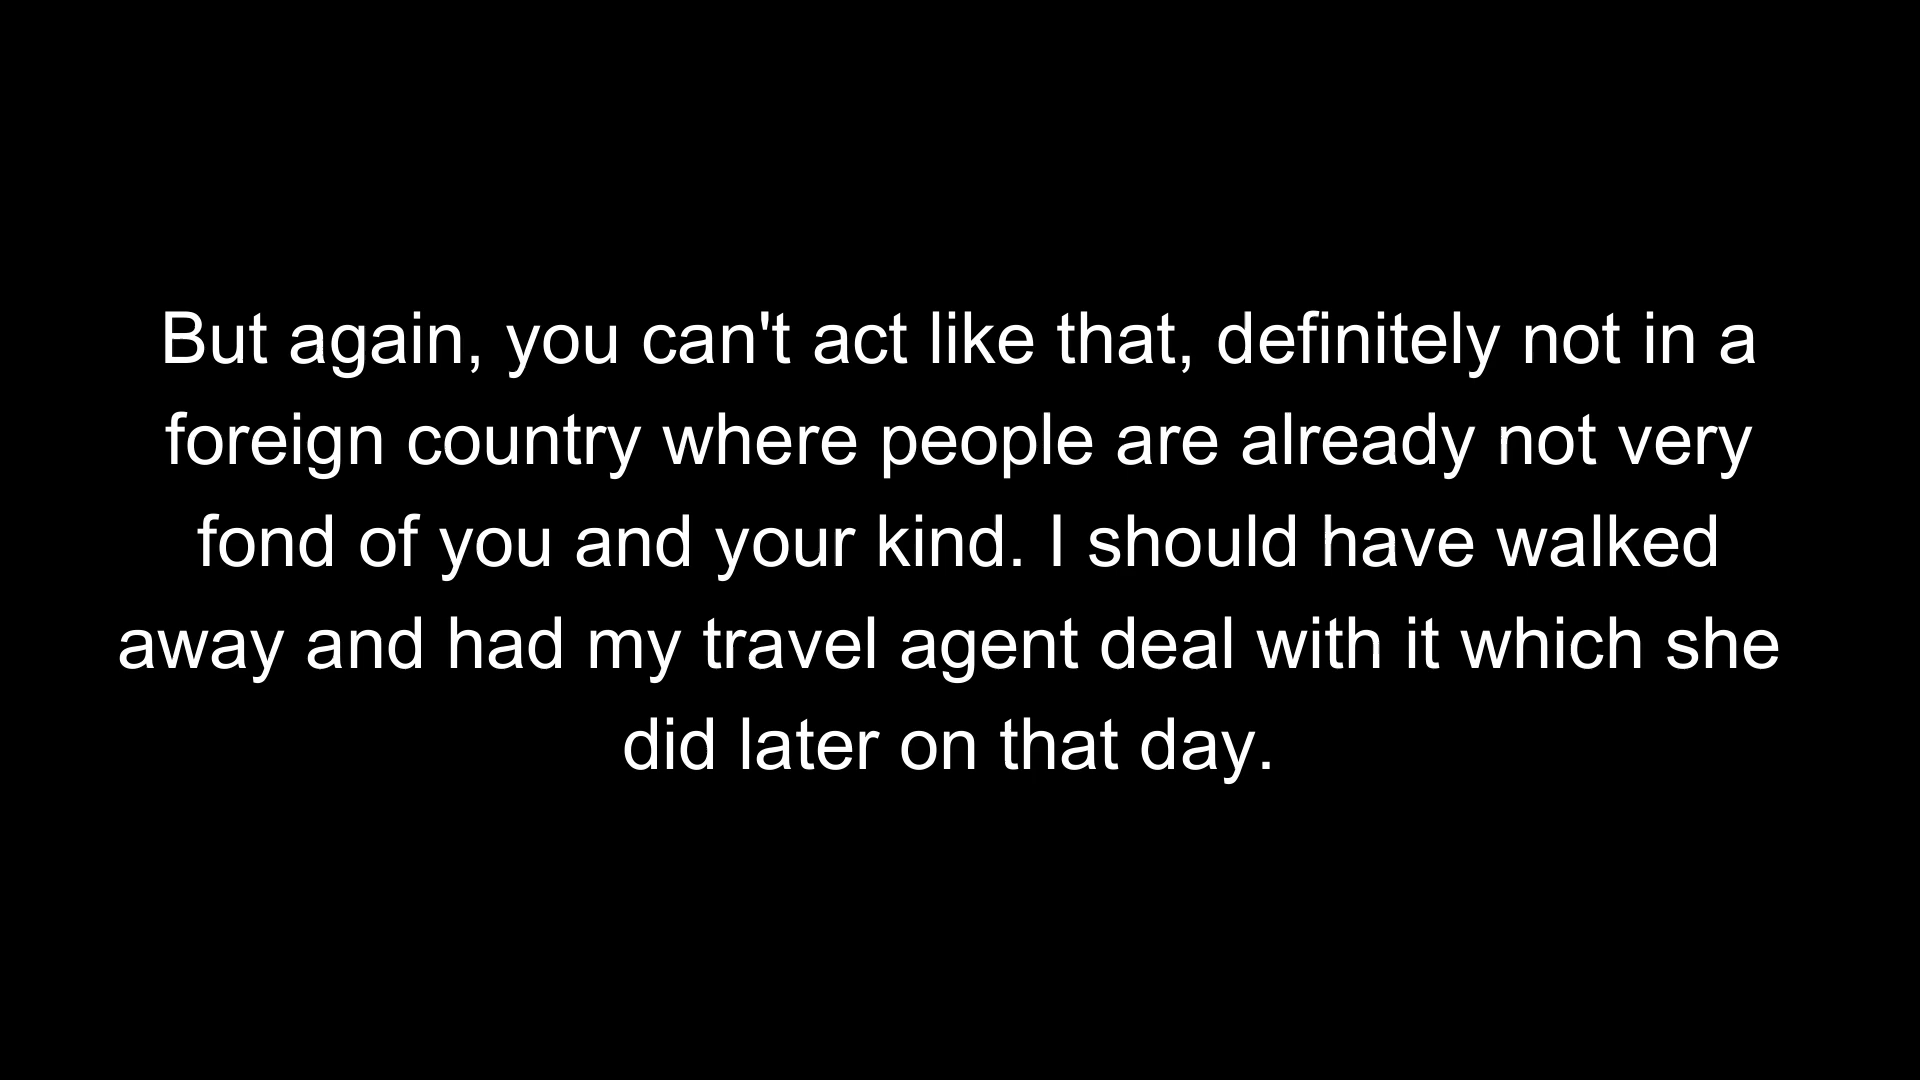 But again, you can't act like that, definitely not in a
foreign country where people are already not very
fond of you and your kind. I should have walked
away and had my travel agent deal with it which she
did later on that day.